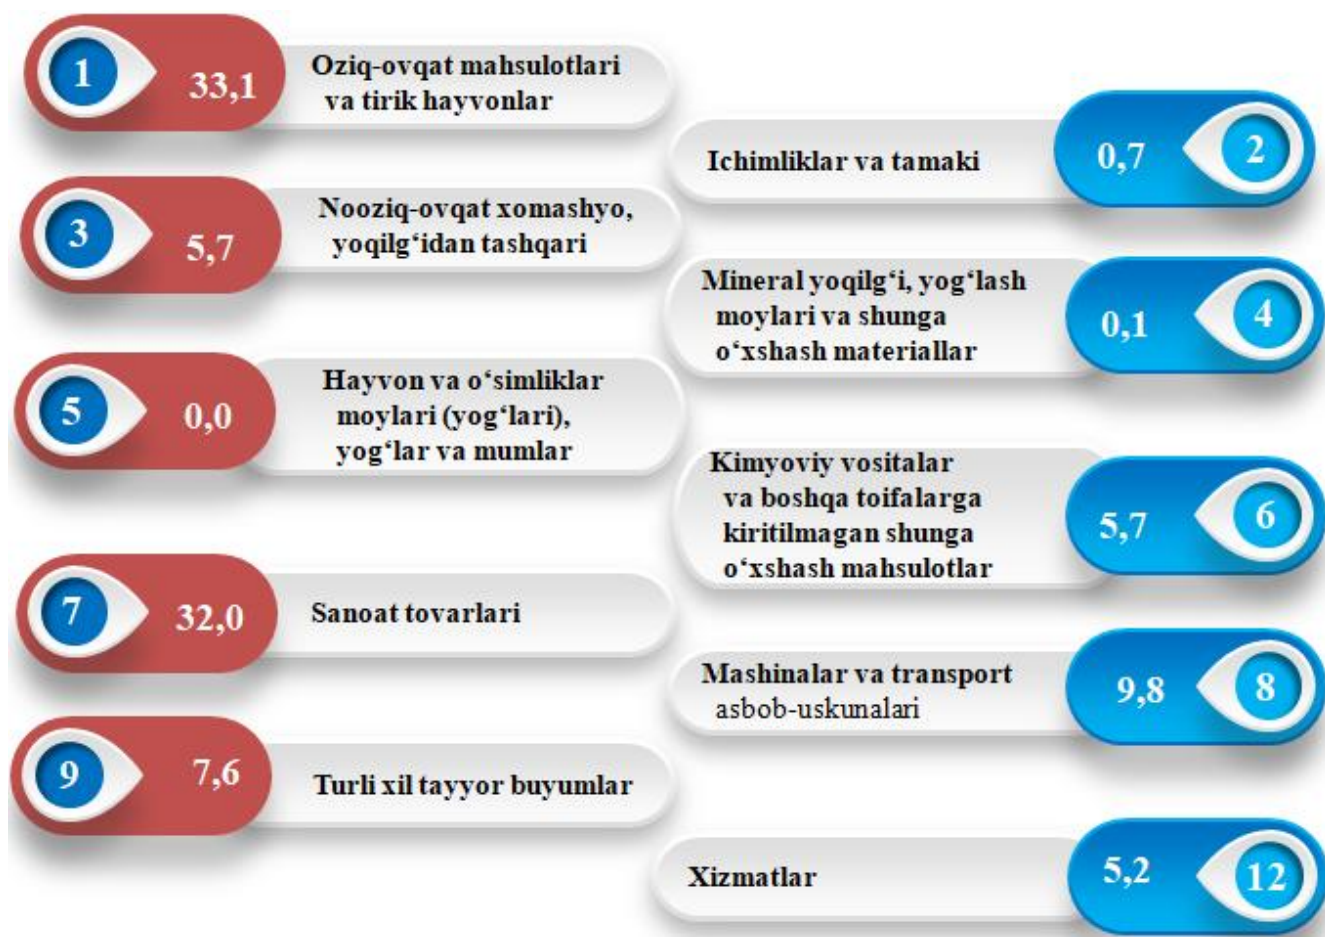 1
33,1
Oziq-ovqat mahsulotlari
va tirik hayvonlar
Ichimliklar va tamaki
0,7
2
3
5,7
Nooziq-ovqat xomashyo,
yoqilg‘idan tashqari
Mineral yoqilg‘i, yog‘lash
moylari va shunga
o‘xshash materiallar
0,1
4
5
0,0
Hayvon va o‘simliklar
moylari (yog‘lari),
yog‘lar va mumlar
Kimyoviy vositalar
va boshqa toifalarga
kiritilmagan shunga
o‘xshash mahsulotlar
5,7
6
7
32,0
Sanoat tovarlari
Mashinalar va transport
asbob-uskunalari
9,8
8
9
7,6
Turli xil tayyor buyumlar
Xizmatlar
5,2
12